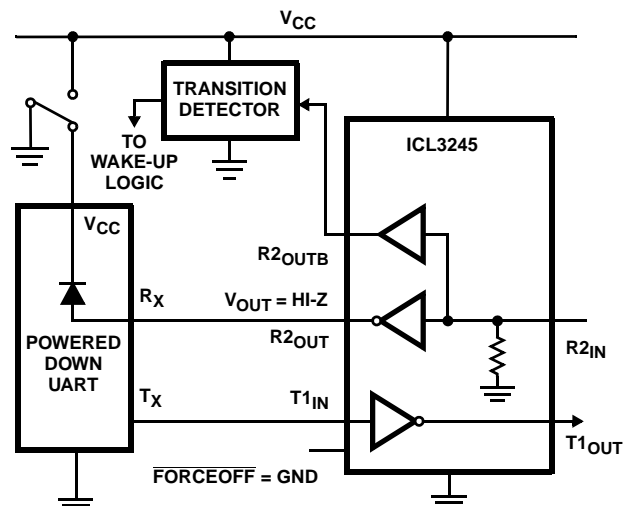 VCC
TRANSITION
DETECTOR
TO
WAKE-UP
LOGIC
ICL3245
VCC
R2OUTB
RX
VOUT = HI-Z
R2OUT
R2IN
POWERED
DOWN
UART
TX
T1IN
T1OUT
FORCEOFF = GND